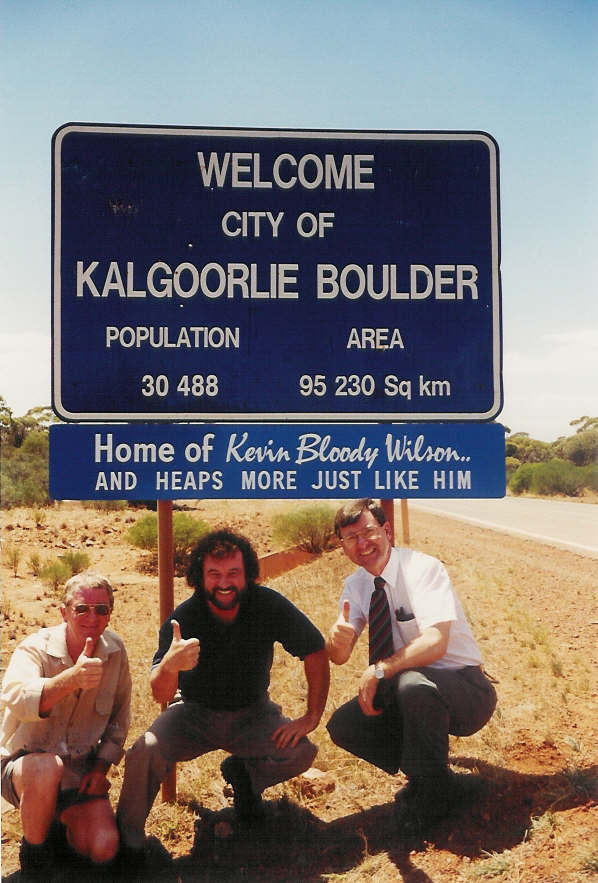 WELCOME
CITY OF
KALGOORLIE BOULDER
POPULATION AREA
30 488 95 230 Sq km
Home of Kevin Bloody Wilson..
AND HEAPS MORE JUST LIKE HIM